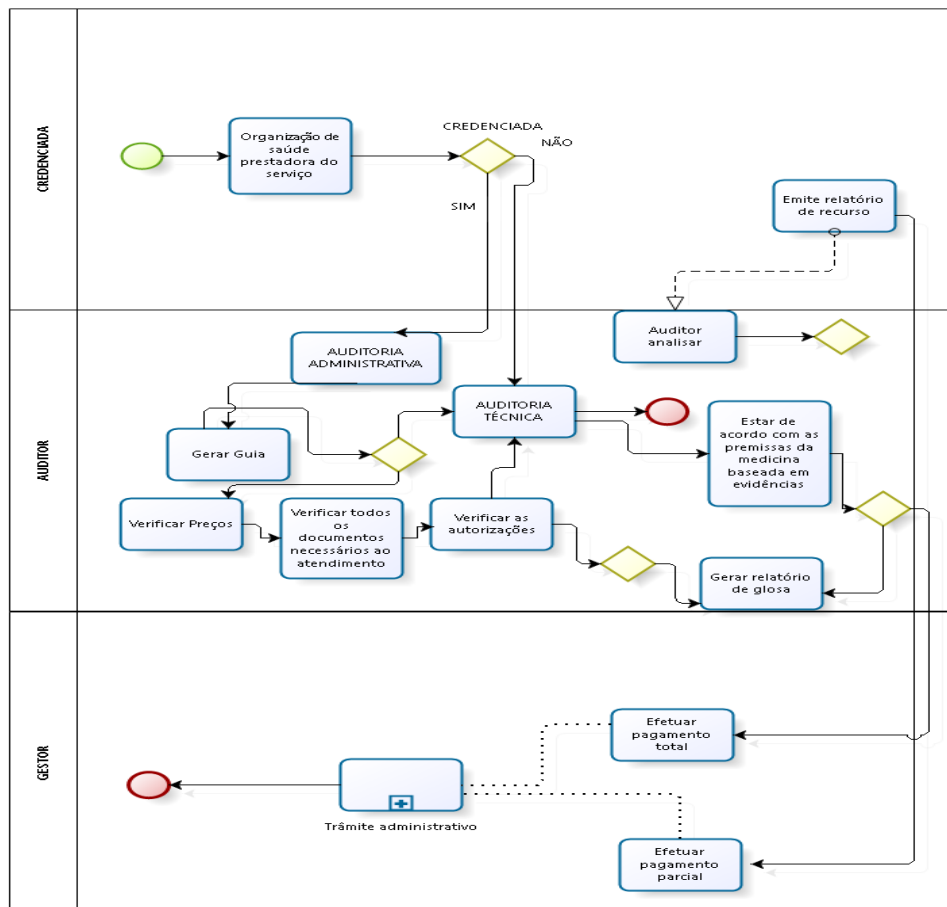 CREDENCIADA
Organização de
saúde
prestadora do
serviço
CREDENCIADA
NÃO
SIM
Emite relatório
de recurso
AUDITOR
Auditor
analisar
AUDITORIA
ADMINISTRATIVA
AUDITORIA
TÉCNICA
Estar de
acordo com as
premissas da
medicina
baseada em
evidências
Gerar Guia
Verificar Preços
Verificar todos
os
documentos
necessários ao
atendimento
Verificar as
autorizações
Gerar relatório
de glosa
GESTOR
Efetuar
pagamento
total
Trâmite administrativo
Efetuar
pagamento
parcial